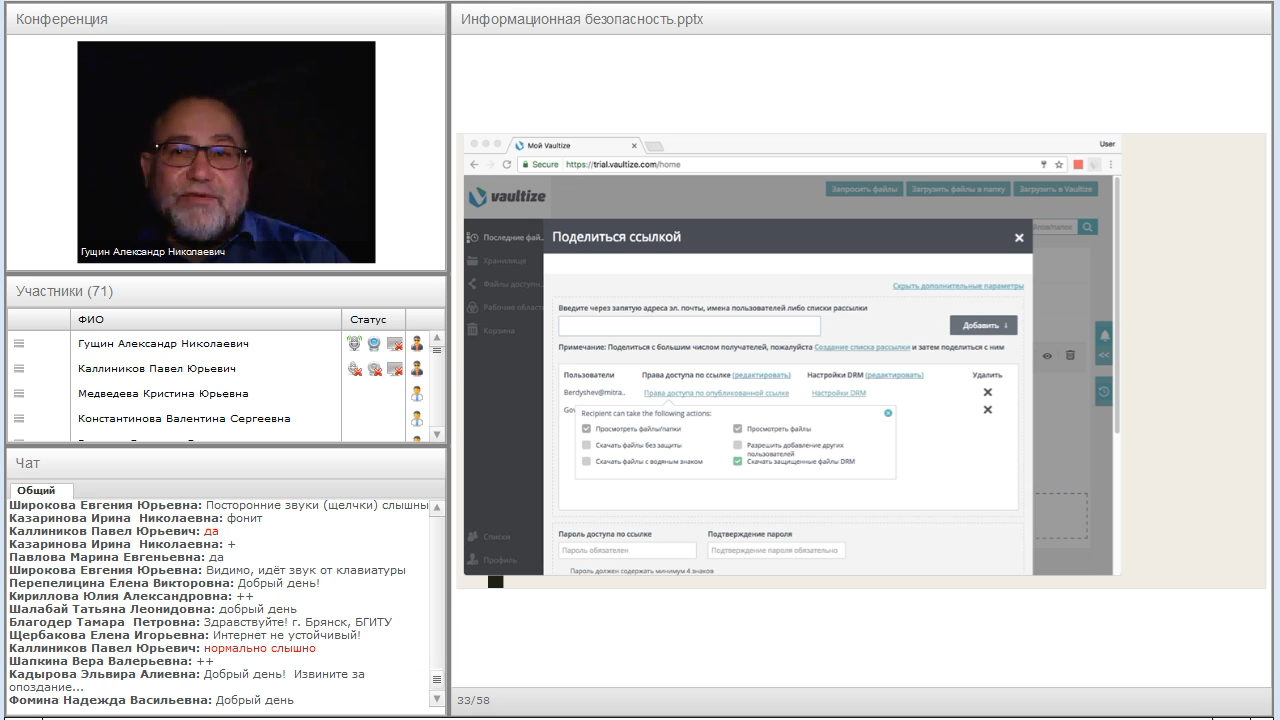 Конференция
Гущин Александр Николаевич
Участники (71)
ФИО
Статус
Гущин Александр Николаевич
Каллиников Павел Юрьевич
Медведева Кристина Юрьевна
Константинова Валентина Сергеевна
Чат
Общий
Широкова Евгения Юрьевна: Посторонние звуки (щелчки) слышны
Казаринова Ирина Николаевна: фонит
Каллиников Павел Юрьевич: да
Казаринова Ирина Николаевна: +
Павлова Марина Евгеньевна: да
Широкова Евгения Юрьевна: Видимо, идёт звук от клавиатуры
Перепелицина Елена Викторовна: Добрый день!
Кириллова Юлия Александровна: ++
Шалабай Татьяна Леонидовна: добрый день
Благодер Тамара Петровна: Здравствуйте! г. Брянск, БГИТУ
Щербакова Елена Игорьевна: Интернет не устойчивый!
Каллиников Павел Юрьевич: нормально слышно
Шапкина Вера Валерьевна: ++
Кадырова Эльвира Алиевна: Добрый день! Извините за
опоздание...
Фомина Надежда Васильевна: Добрый день
Информационная безопасность.pptx
Мой Vaultize
User
Secure https://trial.vaultize.com/home
vaultize
Запросить файлы
Загрузить файлы в папку
Загрузить в Vaultize
Последние фай..
Хранилище
Файлы доступн..
Рабочие област
Корзина
Списки
Профиль
Поделиться ссылкой
Скрыть дополнительные параметры
Введите через запятую адреса эл. почты, имена пользователей либо списки рассылки
Добавить
Примечание: Поделиться с большим числом получателей, пожалуйста Создание списка рассылки и затем поделиться с ним
Пользователи
Права доступа по ссылке (редактировать)
Настройки DRM (редактировать)
Удалить
Berdyshev@mitra..
Права доступа по опубликованной ссылке
Настройки DRM
Recipient can take the following actions:
Просмотреть файлы/папки
Просмотреть файлы
Скачать файлы без защиты
Разрешить добавление других
пользователей
Скачать файлы с водяным знаком
Скачать защищенные файлы DRM
Пароль доступа по ссылке
Подтверждение пароля
Пароль обязателен
Подтверждение пароля обязательно
Пароль должен содержать минимум 4 знаков
33/58